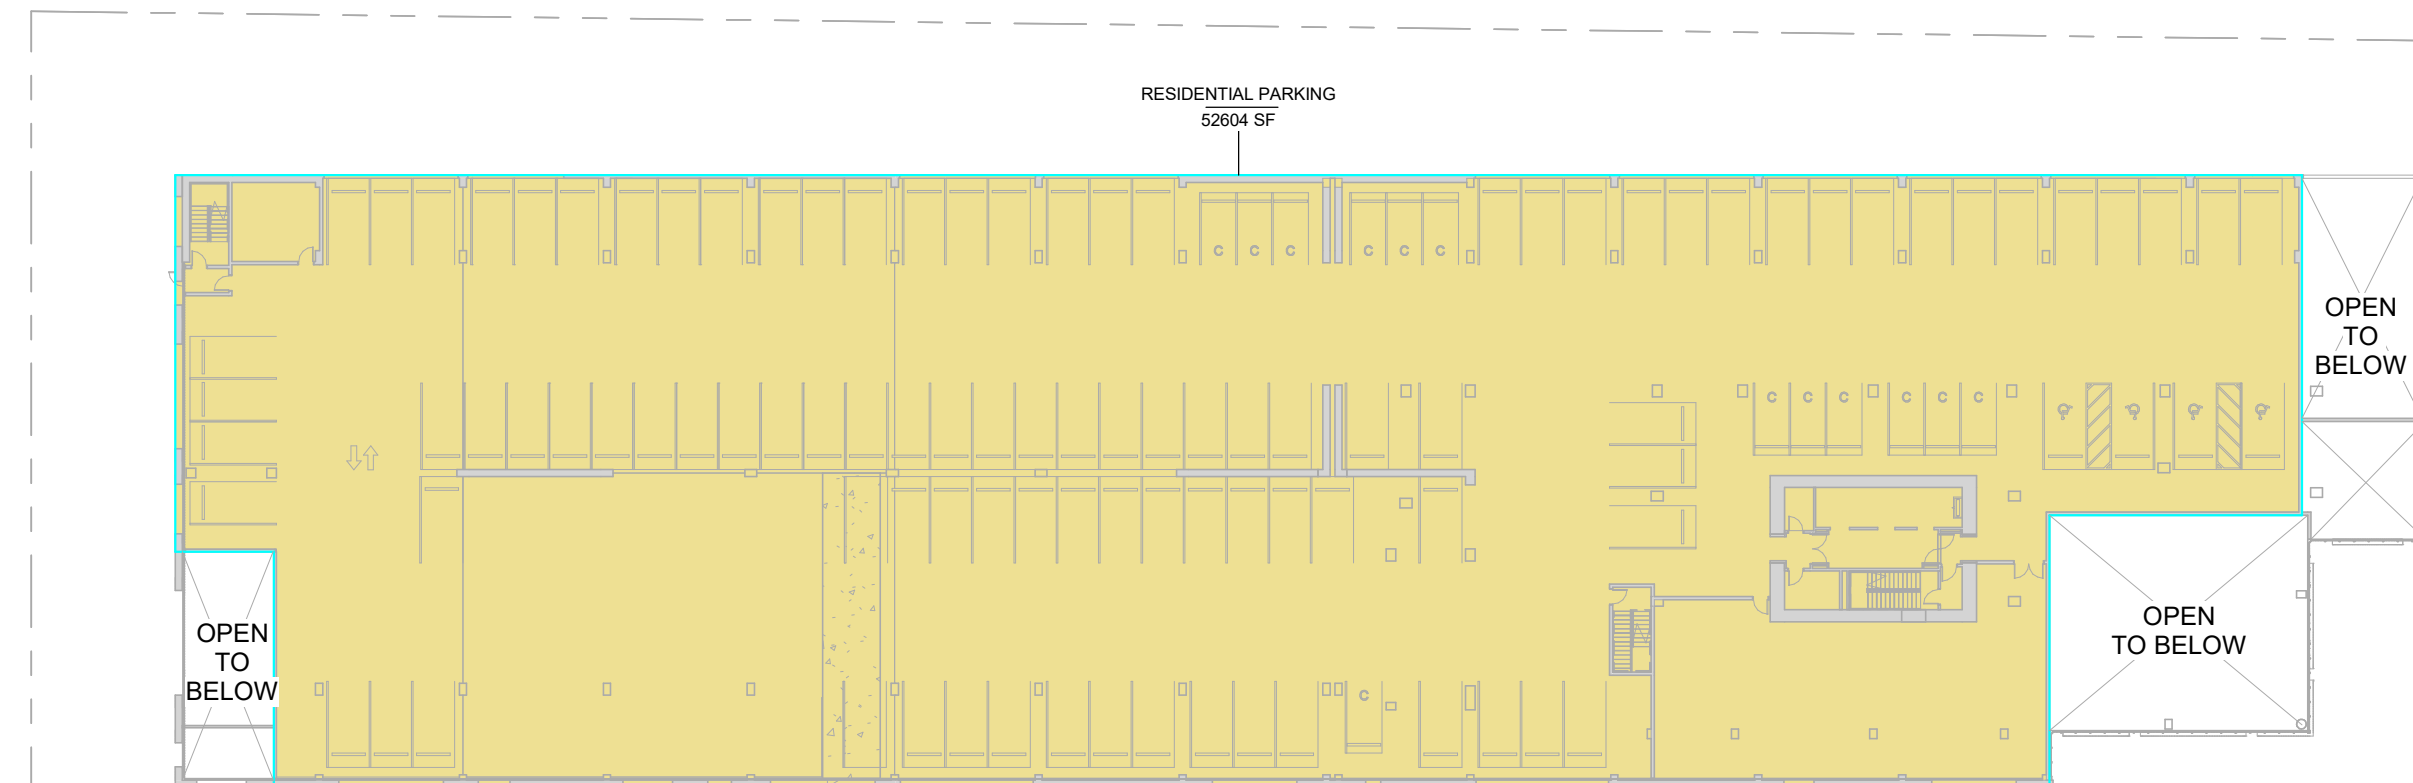 RESIDENTIAL PARKING
52604 SF
C C C C C C
OPEN
TO
BELOW
C C C C C C
OPEN
TO BELOW
OPEN
TO
BELOW
C